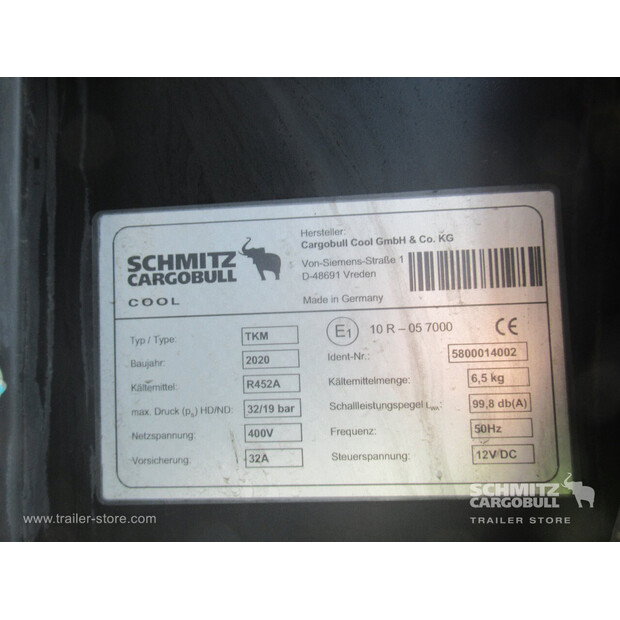 SCHMITZ
CARGOBULL
COOL
Hersteller:
Cargobull Cool GmbH & Co. KG
Von-Siemens-Straße 1
D-48691 Vreden
Made in Germany
Typ / Type: TKM
E1 10 R – 05 7000 CE
Baujahr: 2020
Ident-Nr.: 5800014002
Kältemittel: R452A
Kältemittelmenge: 6,5 kg
max. Druck (ps) HD/ND: 32/19 bar
Schallleistungspegel LWA: 99,8 db(A)
Netzspannung: 400V
Frequenz: 50Hz
Vorsicherung: 32A
Steuerspannung: 12V DC
www.trailer-store.com
SCHMITZ
CARGOBULL
TRAILER STORE